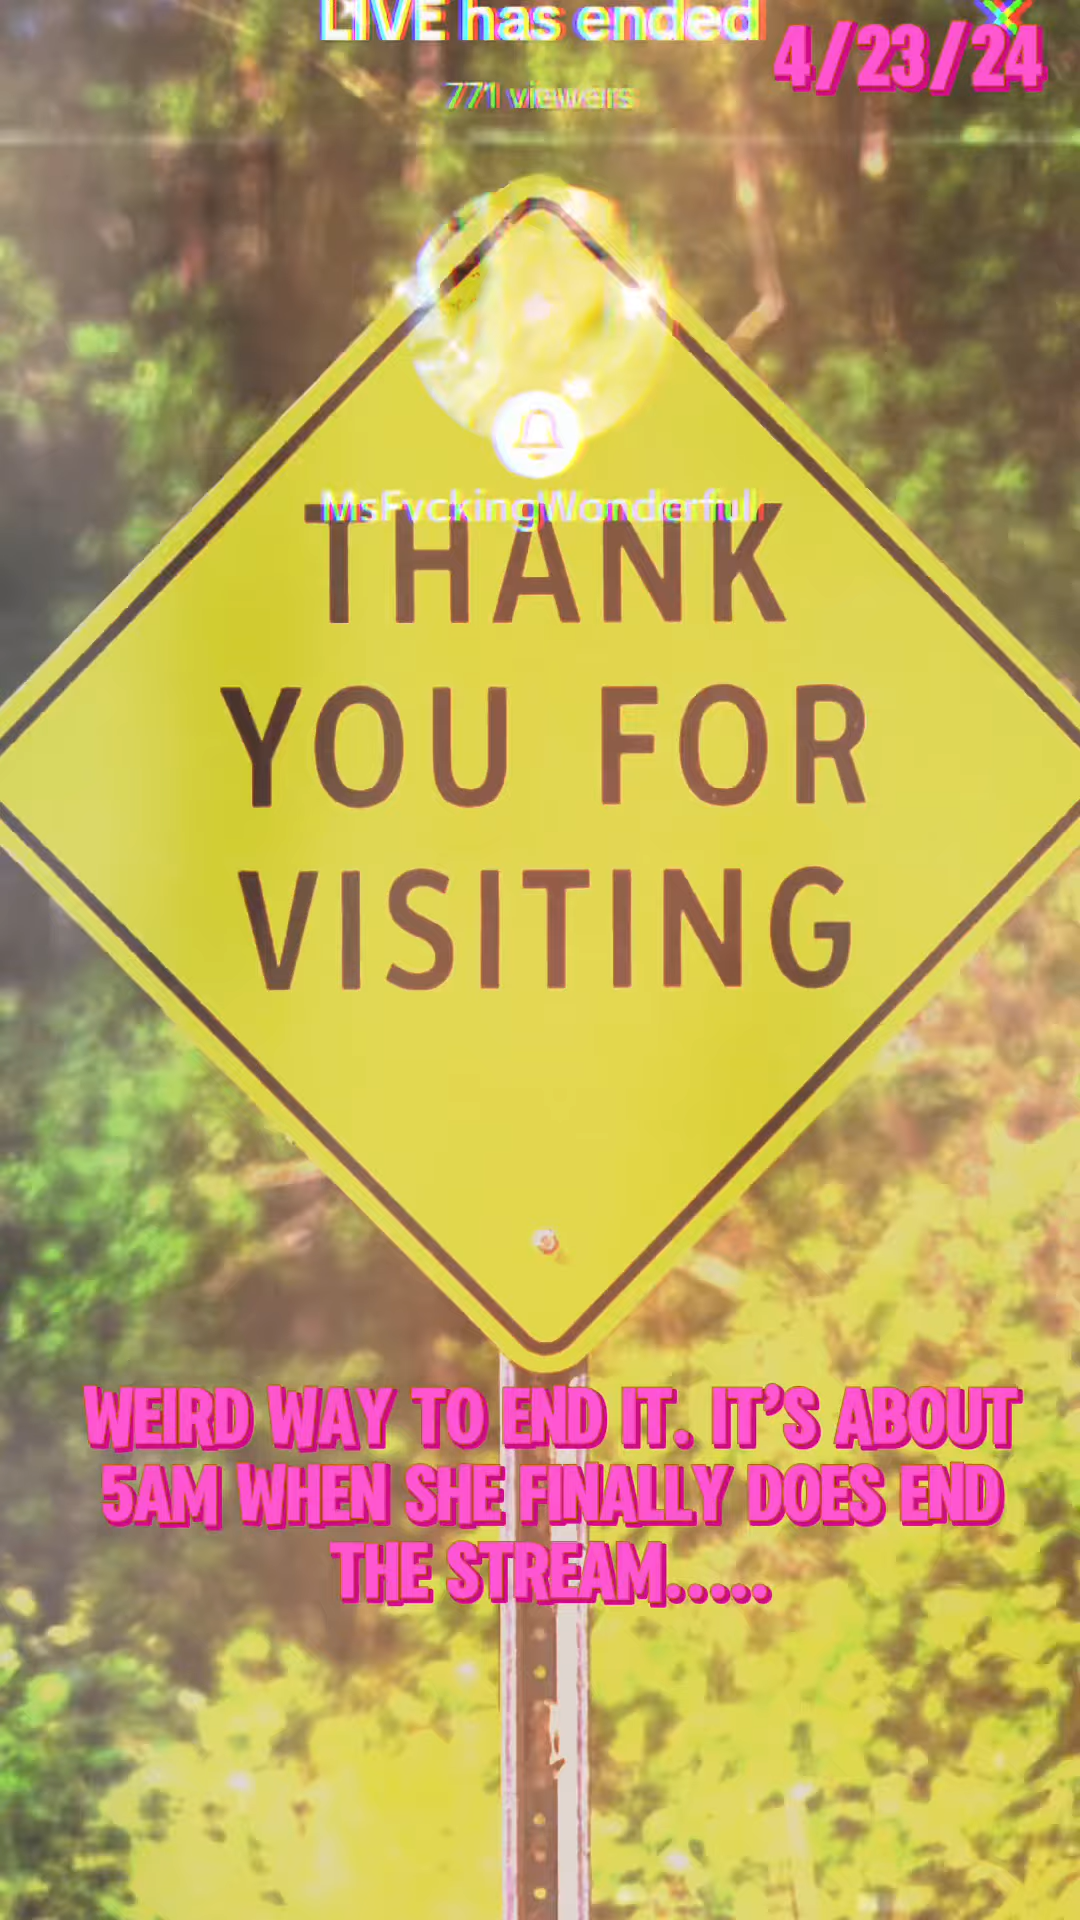 LIVE has ended
4/23/24
771 viewers
MsFvckingWonderful
THANK
YOU FOR
VISITING
WEIRD WAY TO END IT. IT'S ABOUT
5AM WHEN SHE FINALLY DOES END
THE STREAM.....